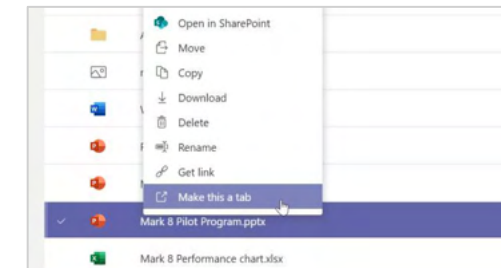 Open in SharePoint
Move
Copy
Download
Delete
Rename
Get link
Make this a tab
Mark 8 Pilot Program.pptx
Mark 8 Performance chart.xlsx